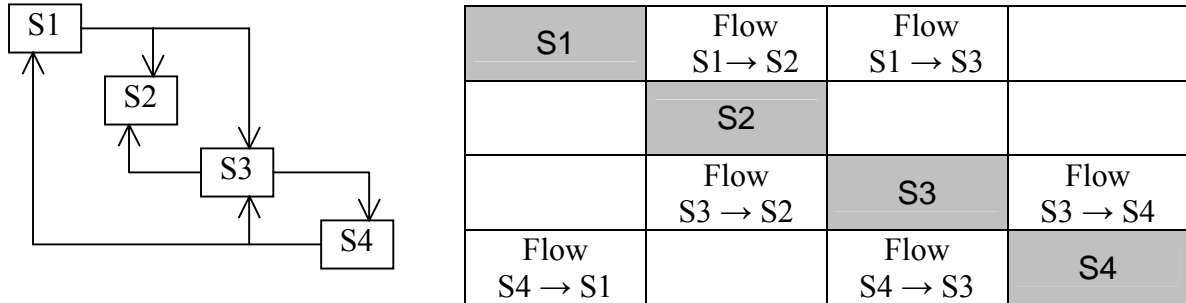 S1
S2
S3
S4
S1
Flow
S1→ S2
Flow
S1 → S3
S2
Flow
S3 → S2
S3
Flow
S3 → S4
Flow
S4 → S1
Flow
S4 → S3
S4